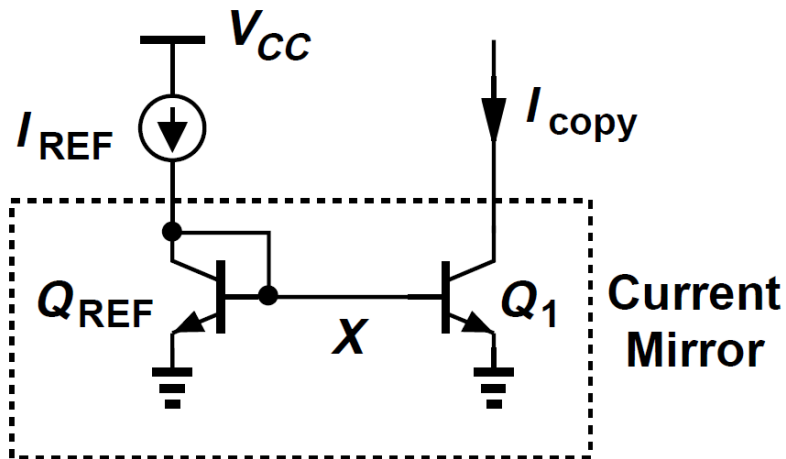 V_CC
I_REF
I_copy
Q_REF
X
Q_1
Current
Mirror